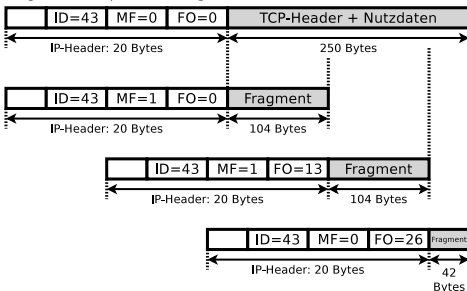 ID=43 MF=0 FO=0 TCP-Header + Nutzdaten
IP-Header: 20 Bytes 250 Bytes
ID=43 MF=1 FO=0 Fragment
IP-Header: 20 Bytes 104 Bytes
ID=43 MF=1 FO=13 Fragment
IP-Header: 20 Bytes 104 Bytes
ID=43 MF=0 FO=26 Fragment
IP-Header: 20 Bytes 42
Bytes